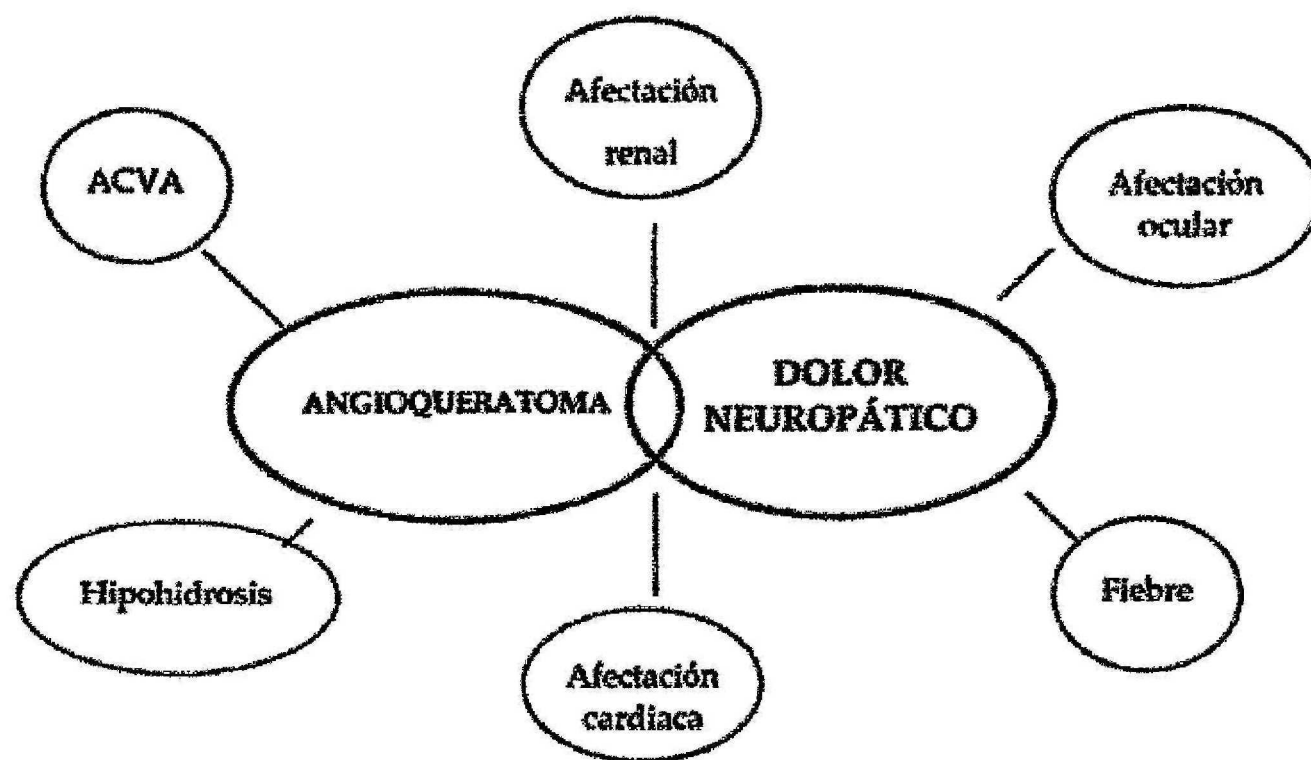 Afectación
renal
ACVA
Afectación
ocular
ANGIOQUERATOMA
DOLOR
NEUROPÁTICO
Hipohidrosis
Fiebre
Afectación
cardiaca